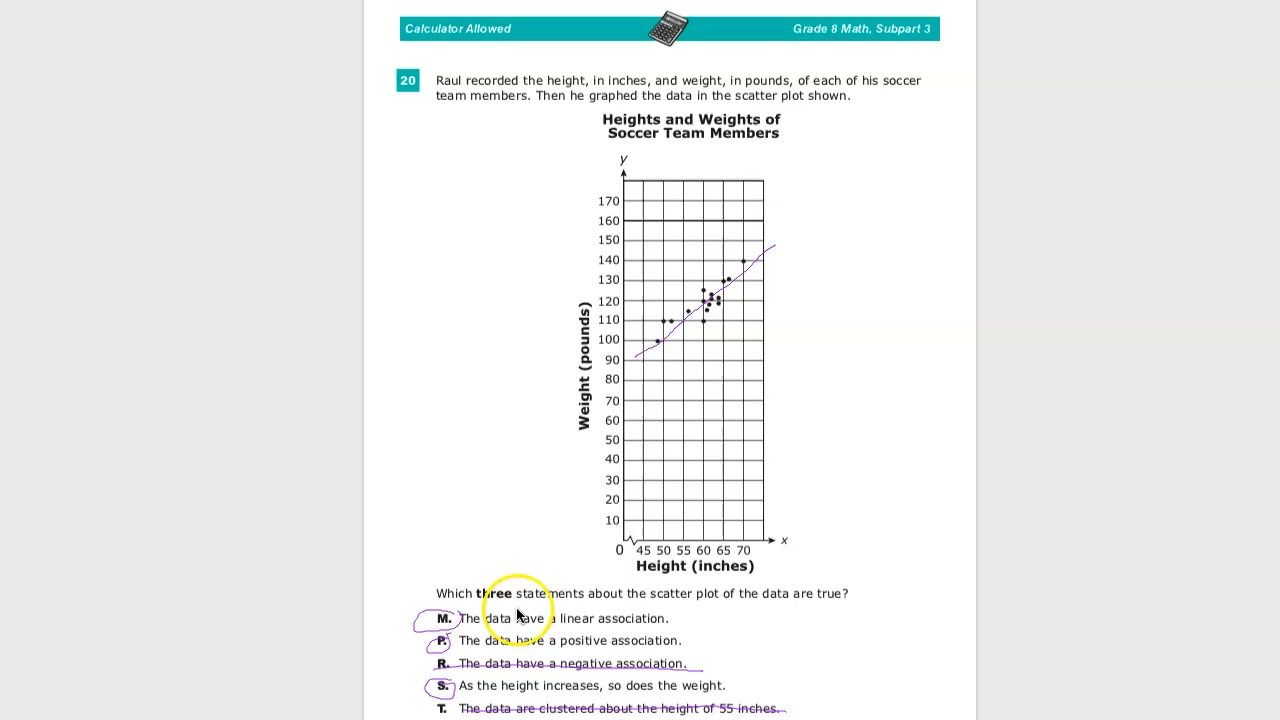 Calculator Allowed
Grade 8 Math, Subpart 3
20
Raul recorded the height, in inches, and weight, in pounds, of each of his soccer
team members. Then he graphed the data in the scatter plot shown.
Heights and Weights of
Soccer Team Members
y
170
160
150
140
130
120
110
100
90
80
70
60
50
40
30
20
10
Weight (pounds)
0 45 50 55 60 65 70
x
Height (inches)
Which three statements about the scatter plot of the data are true?
M. The data have a linear association.
P. The data have a positive association.
R. The data have a negative association.
S. As the height increases, so does the weight.
T. The data are clustered about the height of 55 inches.